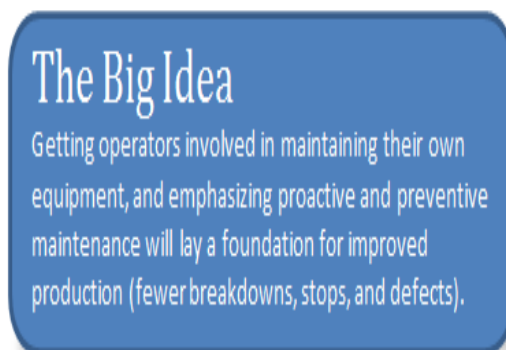 The Big Idea
Getting operators involved in maintaining their own
equipment, and emphasizing proactive and preventive
maintenance will lay a foundation for improved
production (fewer breakdowns, stops, and defects).